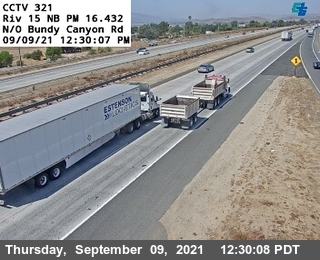 CCTV 321
Riv 15 NB PM 16.432
N/O Bundy Canyon Rd
09/09/21 12:30:07 PM
ESTENSON
LOGISTICS
Thursday, September 09, 2021 12:30:08 PDT